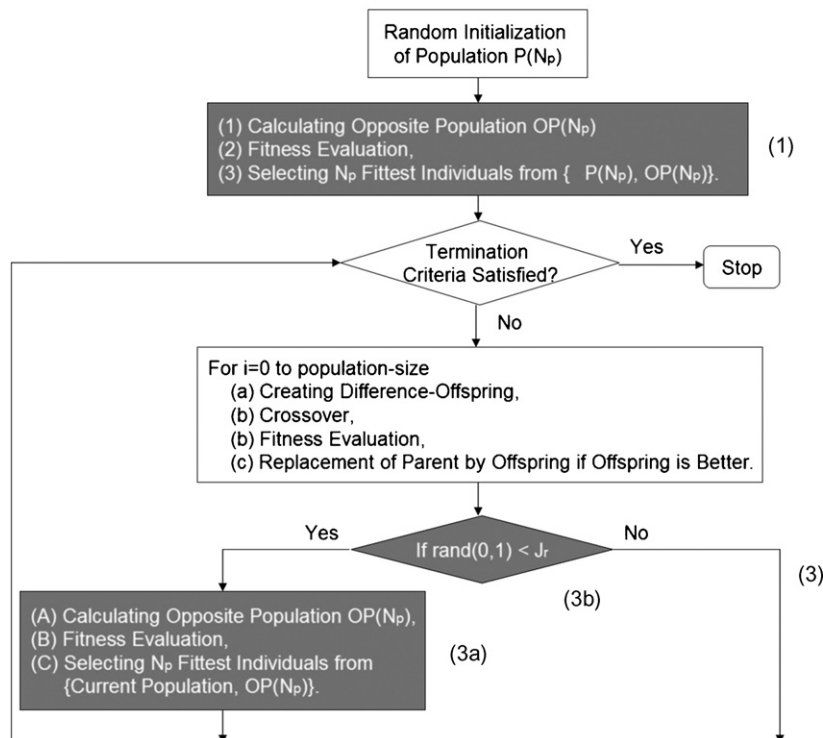 Random Initialization
of Population P(Np)
(1) Calculating Opposite Population OP(Np)
(2) Fitness Evaluation,
(3) Selecting Np Fittest Individuals from { P(Np), OP(Np)}.
(1)
Termination
Criteria Satisfied?
Yes
Stop
No
For i=0 to population-size
(a) Creating Difference-Offspring,
(b) Crossover,
(b) Fitness Evaluation,
(c) Replacement of Parent by Offspring if Offspring is Better.
Yes
If rand(0,1) < Jr
No
(3)
(3b)
(A) Calculating Opposite Population OP(Np),
(B) Fitness Evaluation,
(C) Selecting Np Fittest Individuals from
{Current Population, OP(Np)}.
(3a)